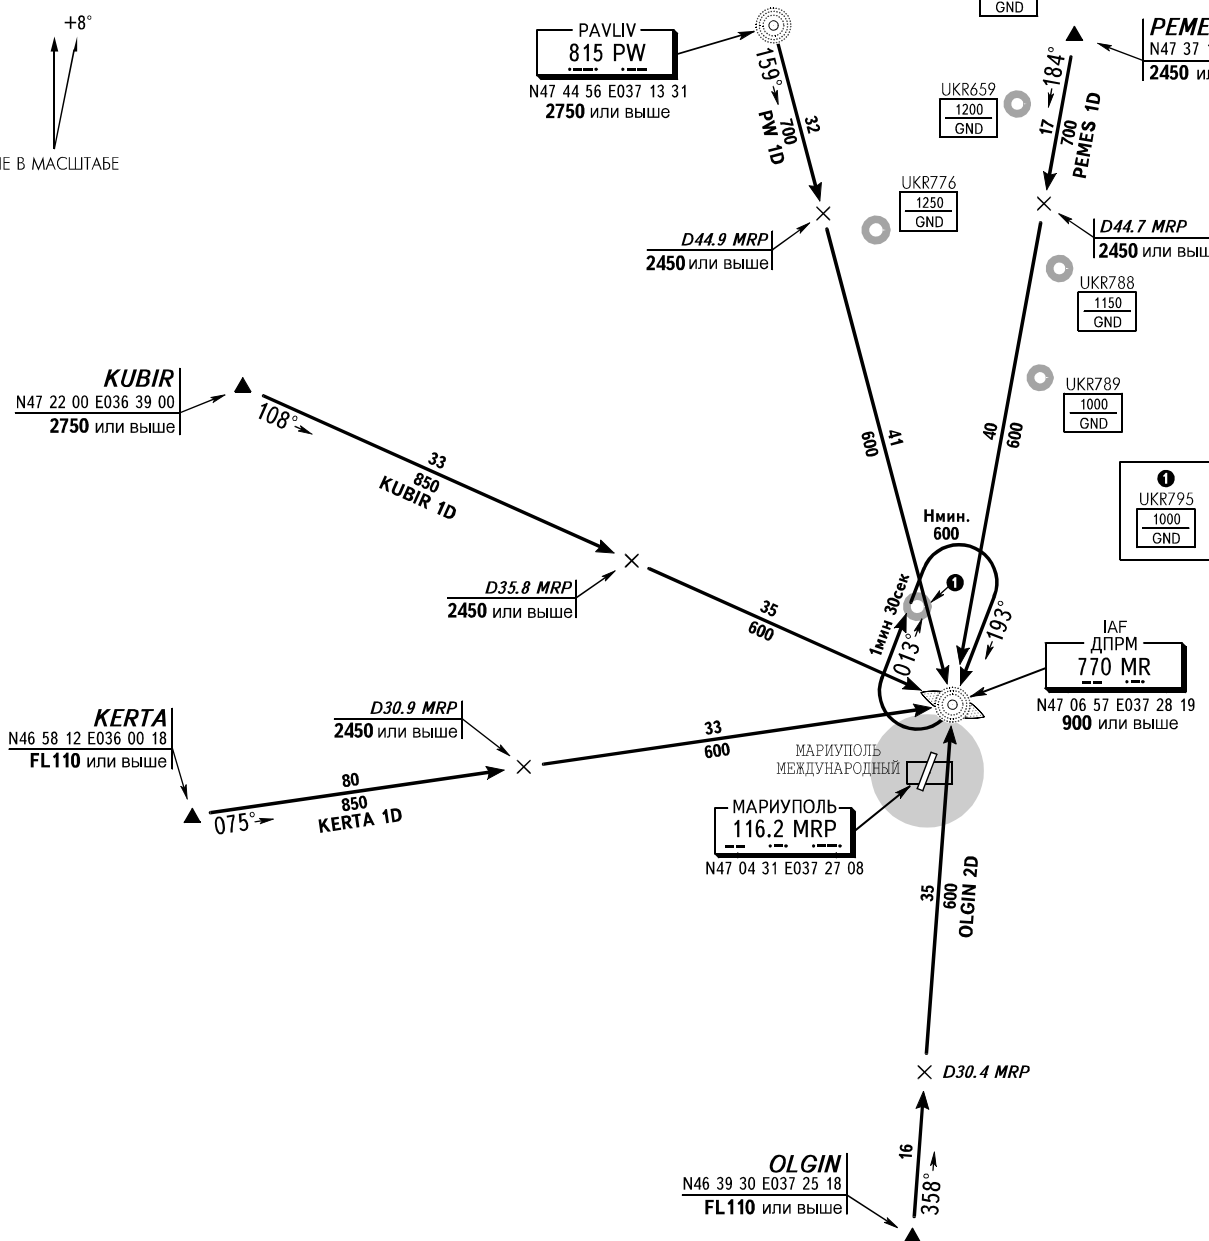 +8°
НЕ В МАСШТАБЕ
PAVLIV
815 PW
N47 44 56 E037 13 31
2750 или выше
159°
32
700
PW 1D
GND
UKR659
1200
GND
184°
17
700
PEMES 1D
N47 37
2450
UKR776
1250
GND
D44.9 MRP
2450 или выше
D44.7 MRP
2450 или
UKR788
1150
GND
UKR789
1000
GND
KUBIR
N47 22 00 E036 39 00
2750 или выше
108°
33
850
KUBIR 1D
41
600
40
600
1
UKR795
1000
GND
Hмин.
600
D35.8 MRP
2450 или выше
35
600
1мин 30сек
1
013°
193°
IAF
ДПРМ
770 MR
N47 06 57 E037 28 19
900 или выше
KERTA
N46 58 12 E036 00 18
FL110 или выше
D30.9 MRP
2450 или выше
33
600
075°
80
850
KERTA 1D
МАРИУПОЛЬ
МЕЖДУНАРОДНЫЙ
МАРИУПОЛЬ
116.2 MRP
N47 04 31 E037 27 08
35
600
OLGIN 2D
D30.4 MRP
16
358°
OLGIN
N46 39 30 E037 25 18
FL110 или выше